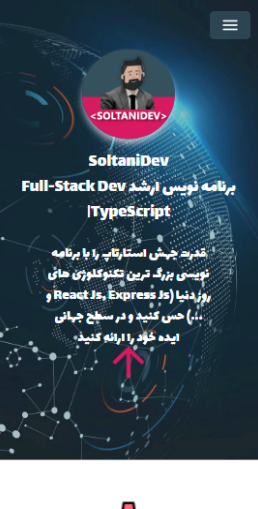 <SOLTANIDEV>
SoltaniDev
برنامه نویس ارشد Full-Stack Dev
TypeScript|
قدرت جهش استارتاپ را با برنامه
نویسی بزرگ ترین تکنولوژی های
روز دنیا (React Js, Express Js و
...) حس کنید و در سطح جهانی
ایده خود را ارائه کنید